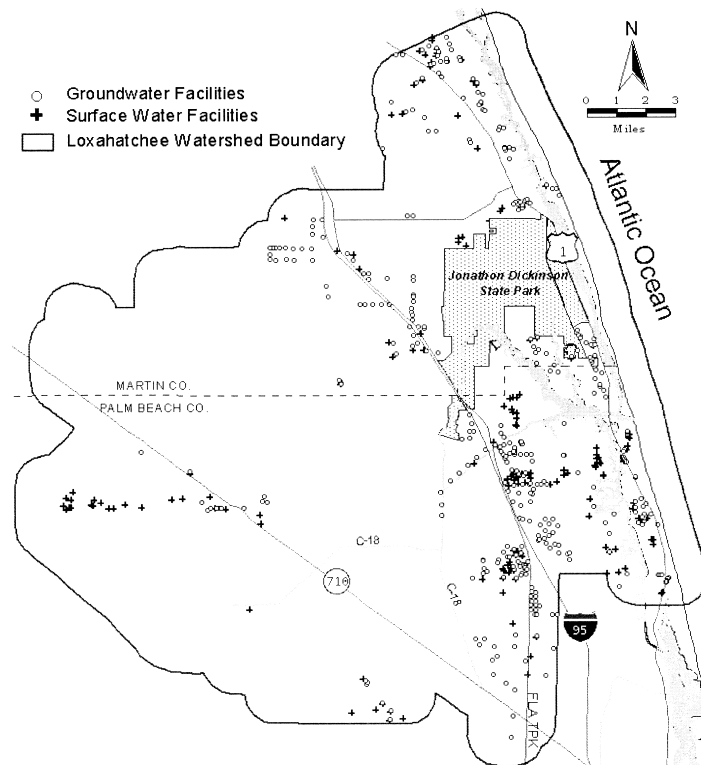 N
0 1 2 3
Miles
Groundwater Facilities
Surface Water Facilities
Loxahatchee Watershed Boundary
Atlantic Ocean
1
Jonathon Dickinson
State Park
MARTIN CO.
PALM BEACH CO.
C-18
710
C-18
95
FLA TPK